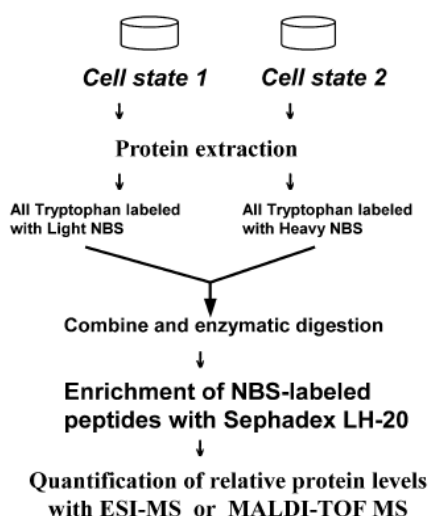 Cell state 1
Cell state 2
Protein extraction
All Tryptophan labeled
with Light NBS
All Tryptophan labeled
with Heavy NBS
Combine and enzymatic digestion
Enrichment of NBS-labeled
peptides with Sephadex LH-20
Quantification of relative protein levels
with ESI-MS or MALDI-TOF MS